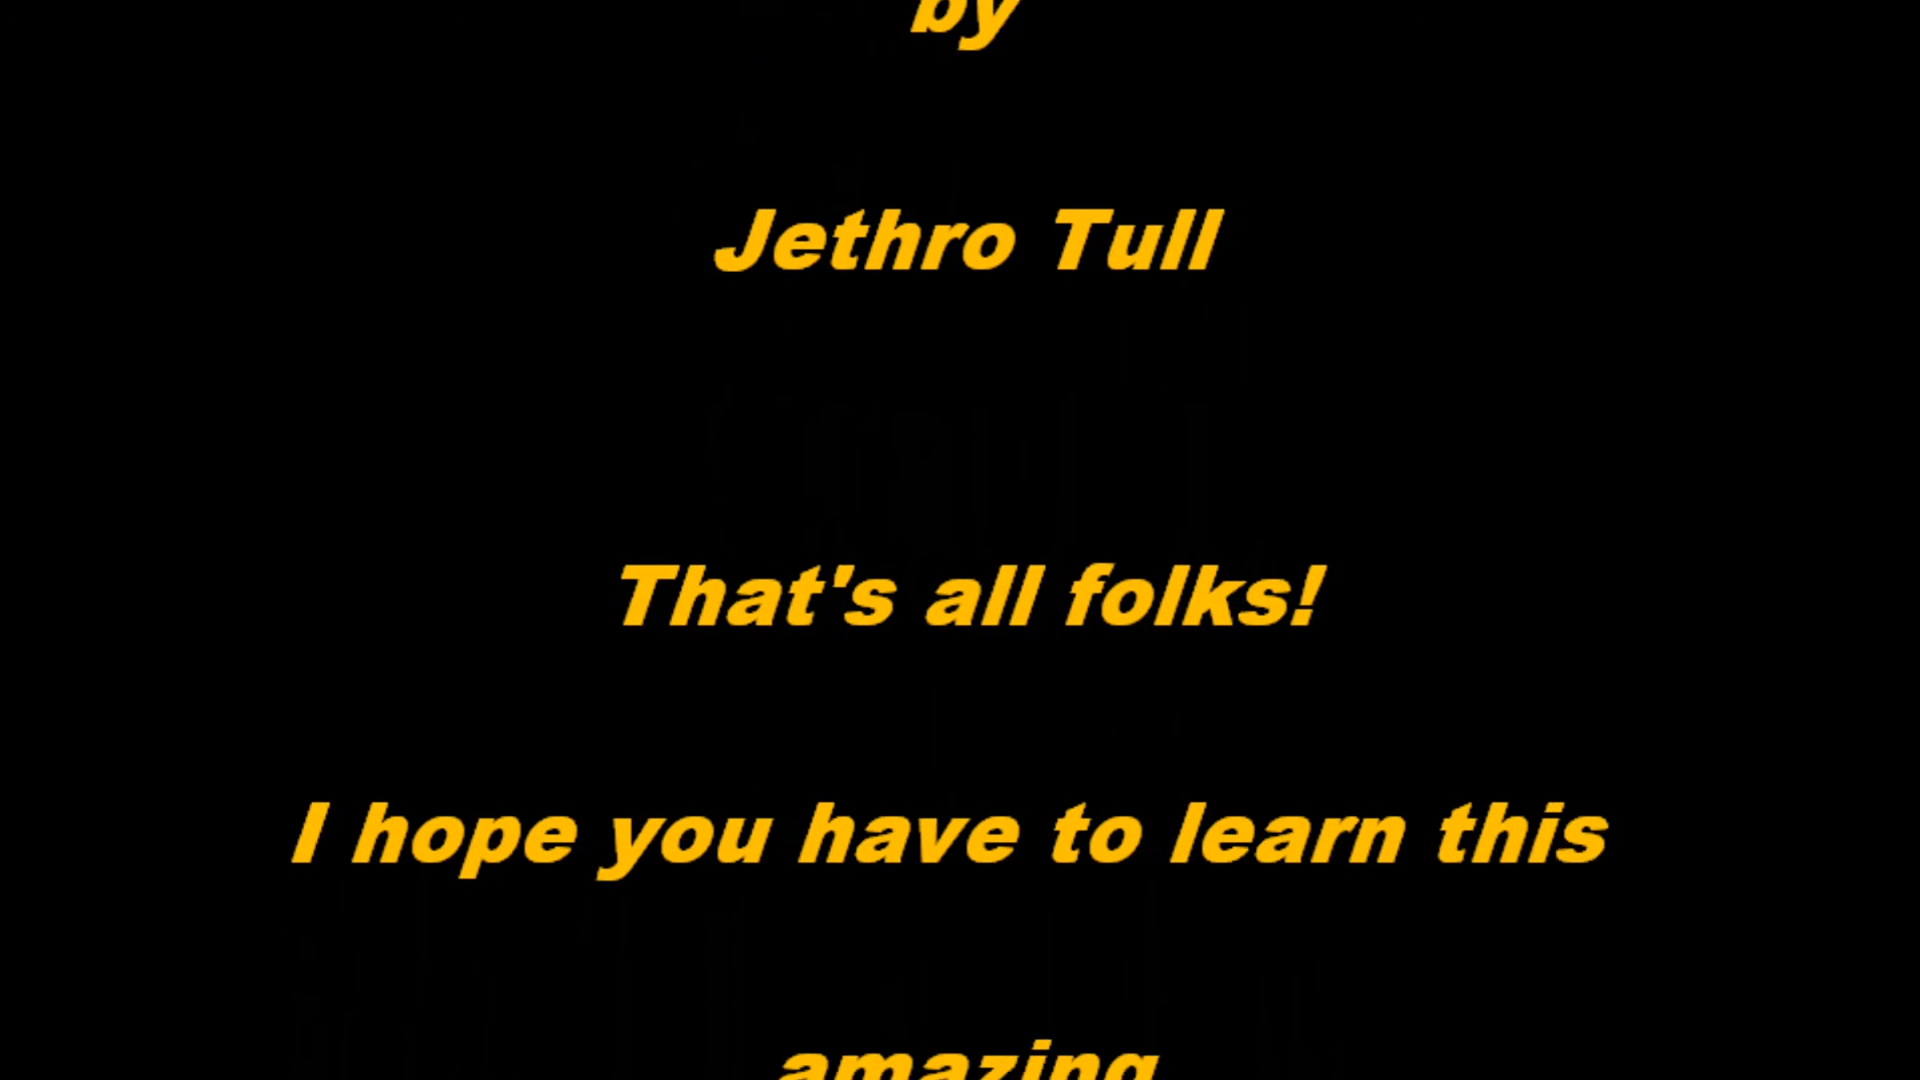 by
Jethro Tull
That's all folks!
I hope you have to learn this
amazing